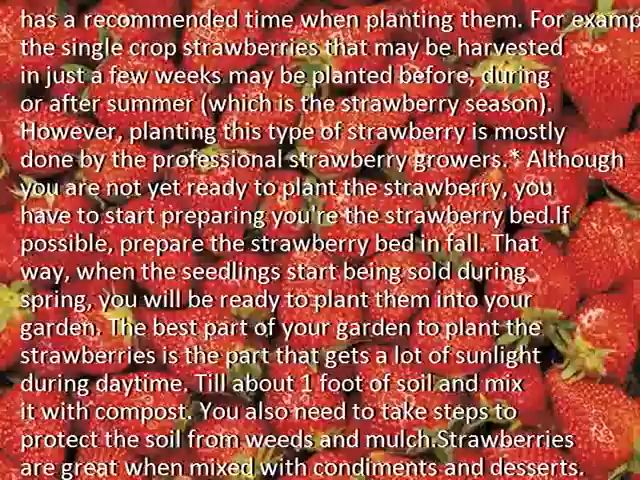 has a recommended time when planting them. For examp
the single crop strawberries that may be harvested
in just a few weeks may be planted before, during
or after summer (which is the strawberry season).
However, planting this type of strawberry is mostly
done by the professional strawberry growers.* Although
you are not yet ready to plant the strawberry, you
have to start preparing you're the strawberry bed.If
possible, prepare the strawberry bed in fall. That
way, when the seedlings start being sold during
spring, you will be ready to plant them into your
garden. The best part of your garden to plant the
strawberries is the part that gets a lot of sunlight
during daytime. Till about 1 foot of soil and mix
it with compost. You also need to take steps to
protect the soil from weeds and mulch.Strawberries
are great when mixed with condiments and desserts.